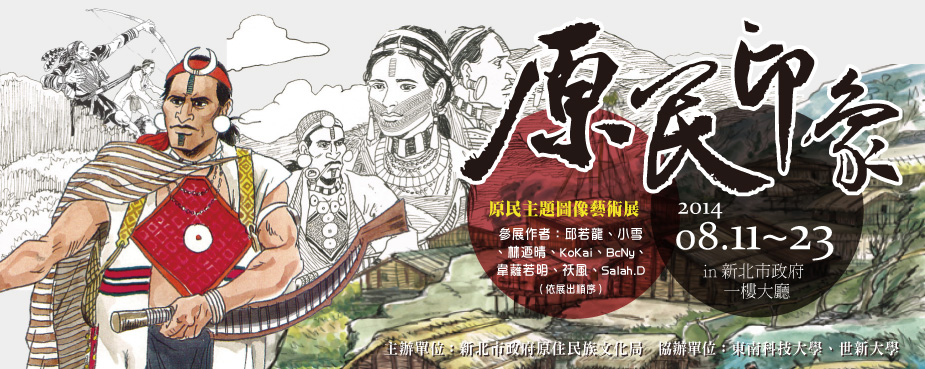 原民印象
原民主題圖像藝術展
參展作者：邱若龍、小雪
、林迺晴、KoKai、BcNy、
韋薩若明、祆風、Salah.D
（依展出順序）
2014
08.11~23
in 新北市政府
一樓大廳
主辦單位：新北市政府原住民族文化局　協辦單位：東南科技大學、世新大學